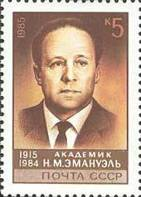 1985
К5
1915 АКАДЕМИК
1984 Н.М.ЭМАНУЭЛЬ
ПОЧТА СССР